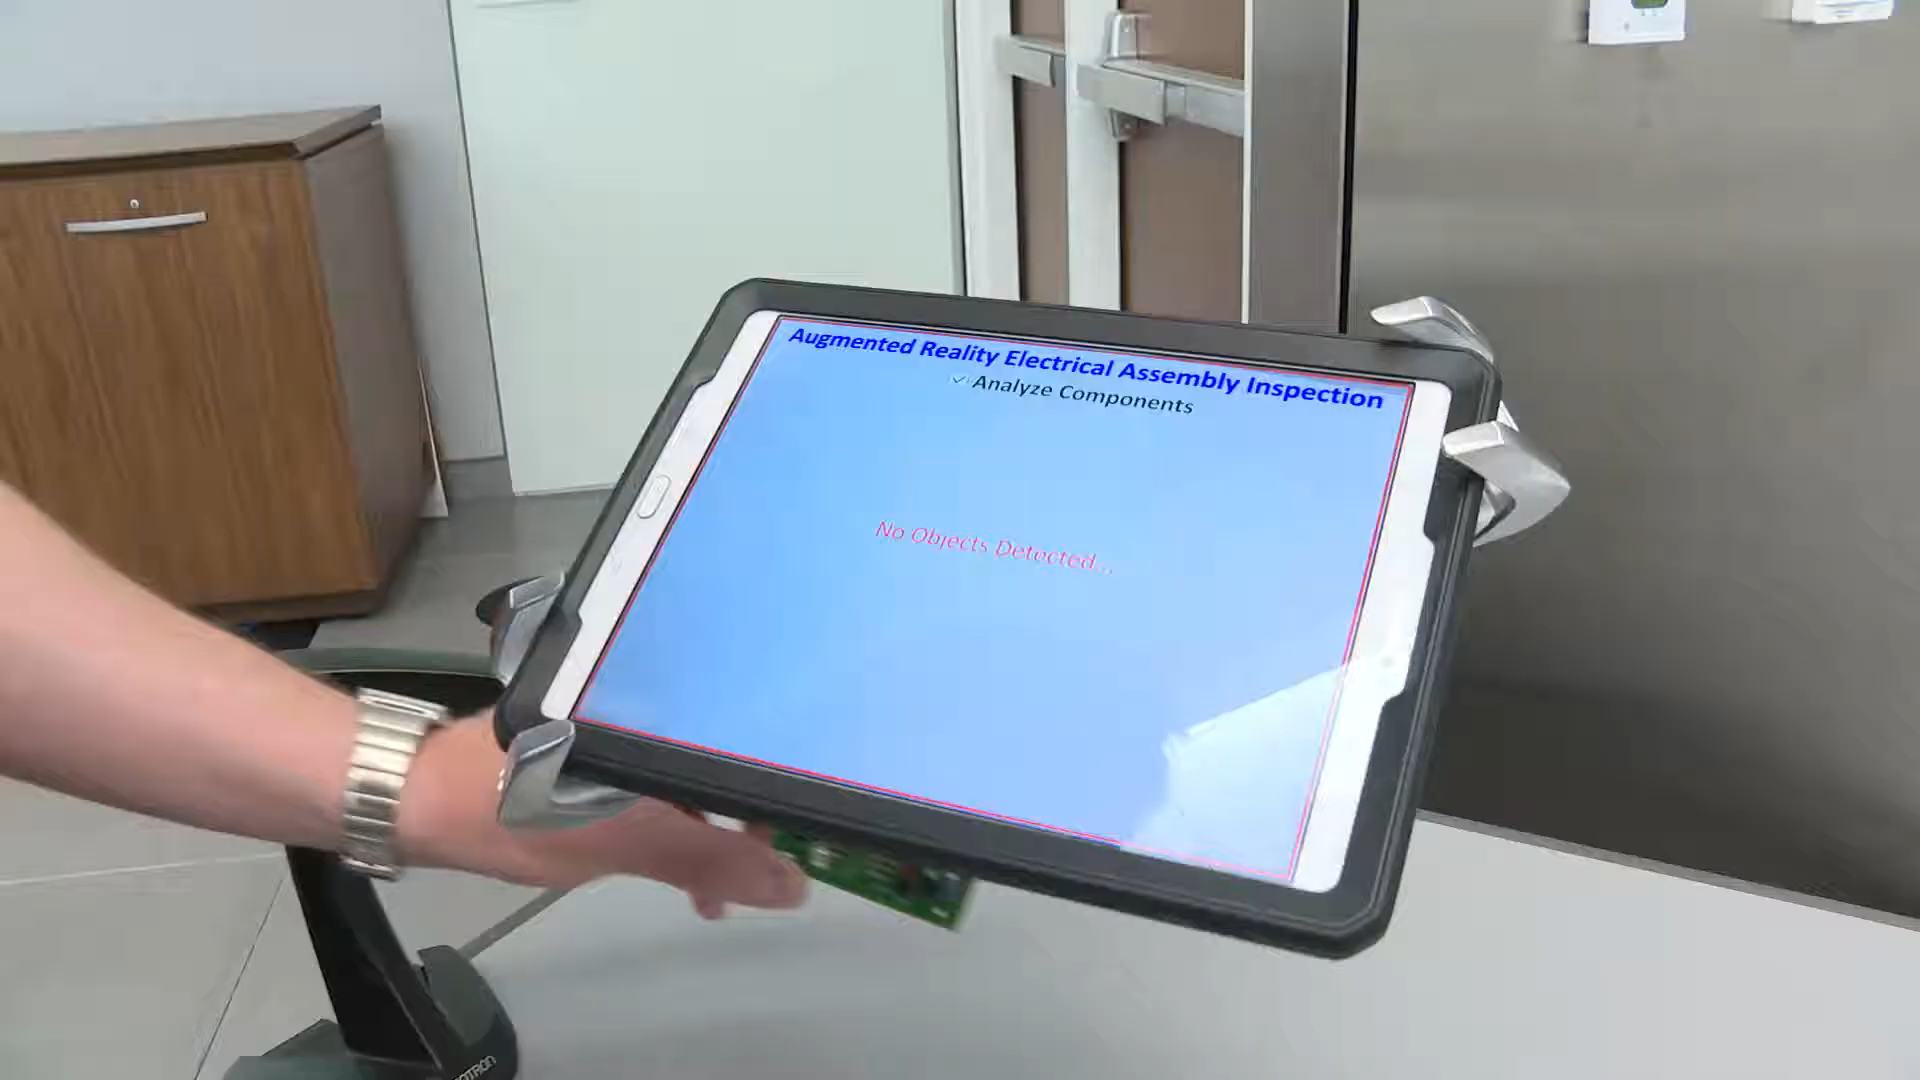 Augmented Reality Electrical Assembly Inspection
Analyze Components
No Objects Detected...